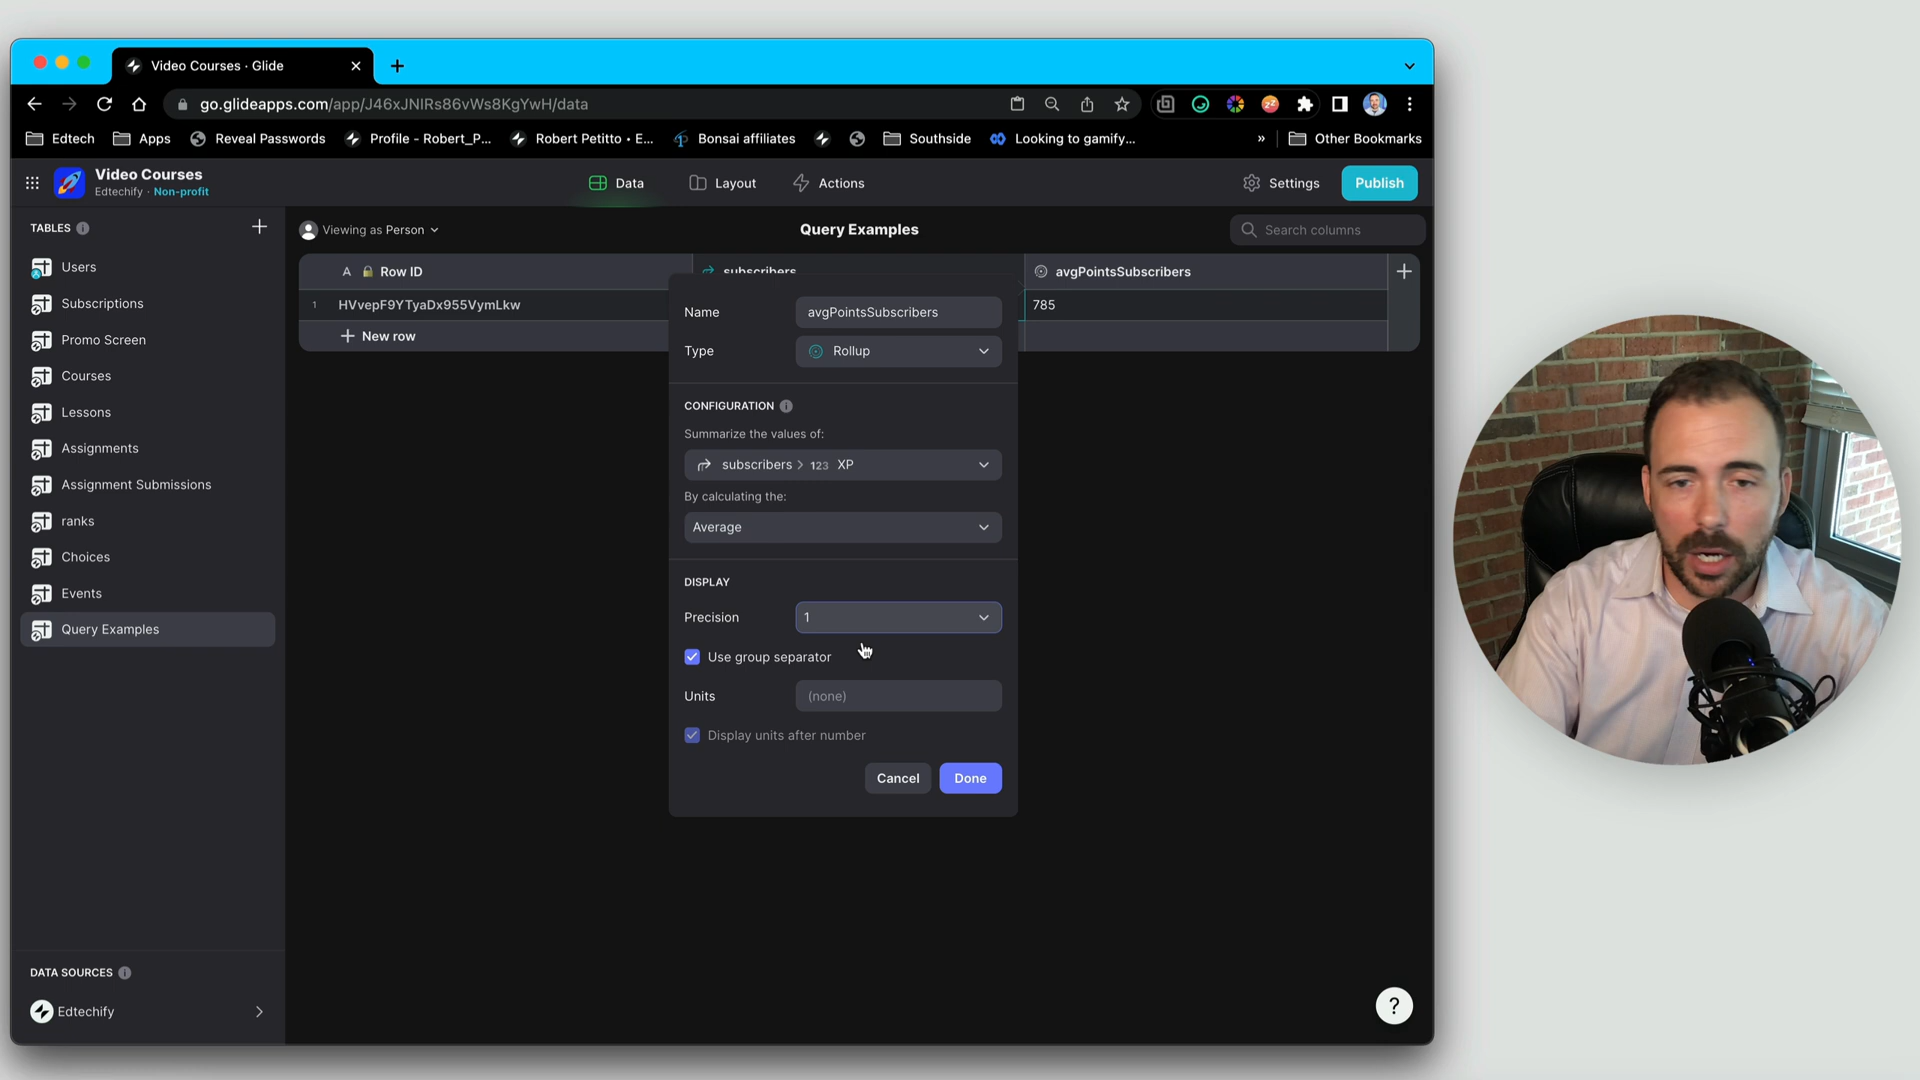 Video Courses · Glide
go.glideapps.com/app/J46xJNIRs86vWs8KgYwH/data
Edtech
Apps
Reveal Passwords
Profile - Robert_P...
Robert Petitto • E...
Bonsai affiliates
Southside
Looking to gamify...
»
Other Bookmarks
Video Courses
Edtechify · Non-profit
Data
Layout
Actions
Settings
Publish
TABLES
Users
Subscriptions
Promo Screen
Courses
Lessons
Assignments
Assignment Submissions
ranks
Choices
Events
Query Examples
DATA SOURCES
Edtechify
Viewing as Person
Query Examples
Search columns
A Row ID
subscribers
avgPointsSubscribers
1 HVvepF9YTyaDx955VymLkw
785
New row
Name avgPointsSubscribers
Type Rollup
CONFIGURATION
Summarize the values of:
subscribers > 123 XP
By calculating the:
Average
DISPLAY
Precision 1
Use group separator
Units (none)
Display units after number
Cancel Done
?